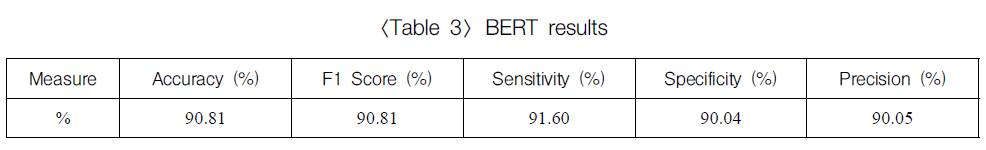 〈Table 3〉 BERT results
Measure Accuracy (%) F1 Score (%) Sensitivity (%) Specificity (%) Precision (%)
% 90.81 90.81 91.60 90.04 90.05